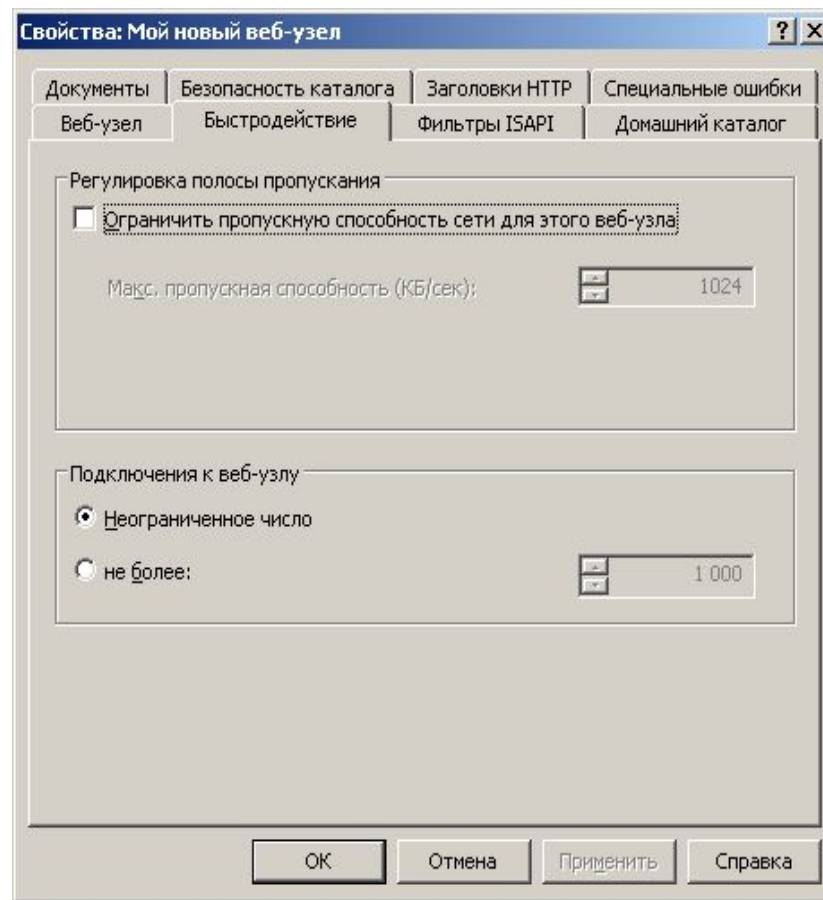 Свойства: Мой новый веб-узел
Документы Безопасность каталога Заголовки HTTP Специальные ошибки
Веб-узел Быстродействие Фильтры ISAPI Домашний каталог
Регулировка полосы пропускания
Ограничить пропускную способность сети для этого веб-узла
Макс. пропускная способность (КБ/сек): 1024
Подключения к веб-узлу
Неограниченное число
не более: 1 000
ОК Отмена Применить Справка